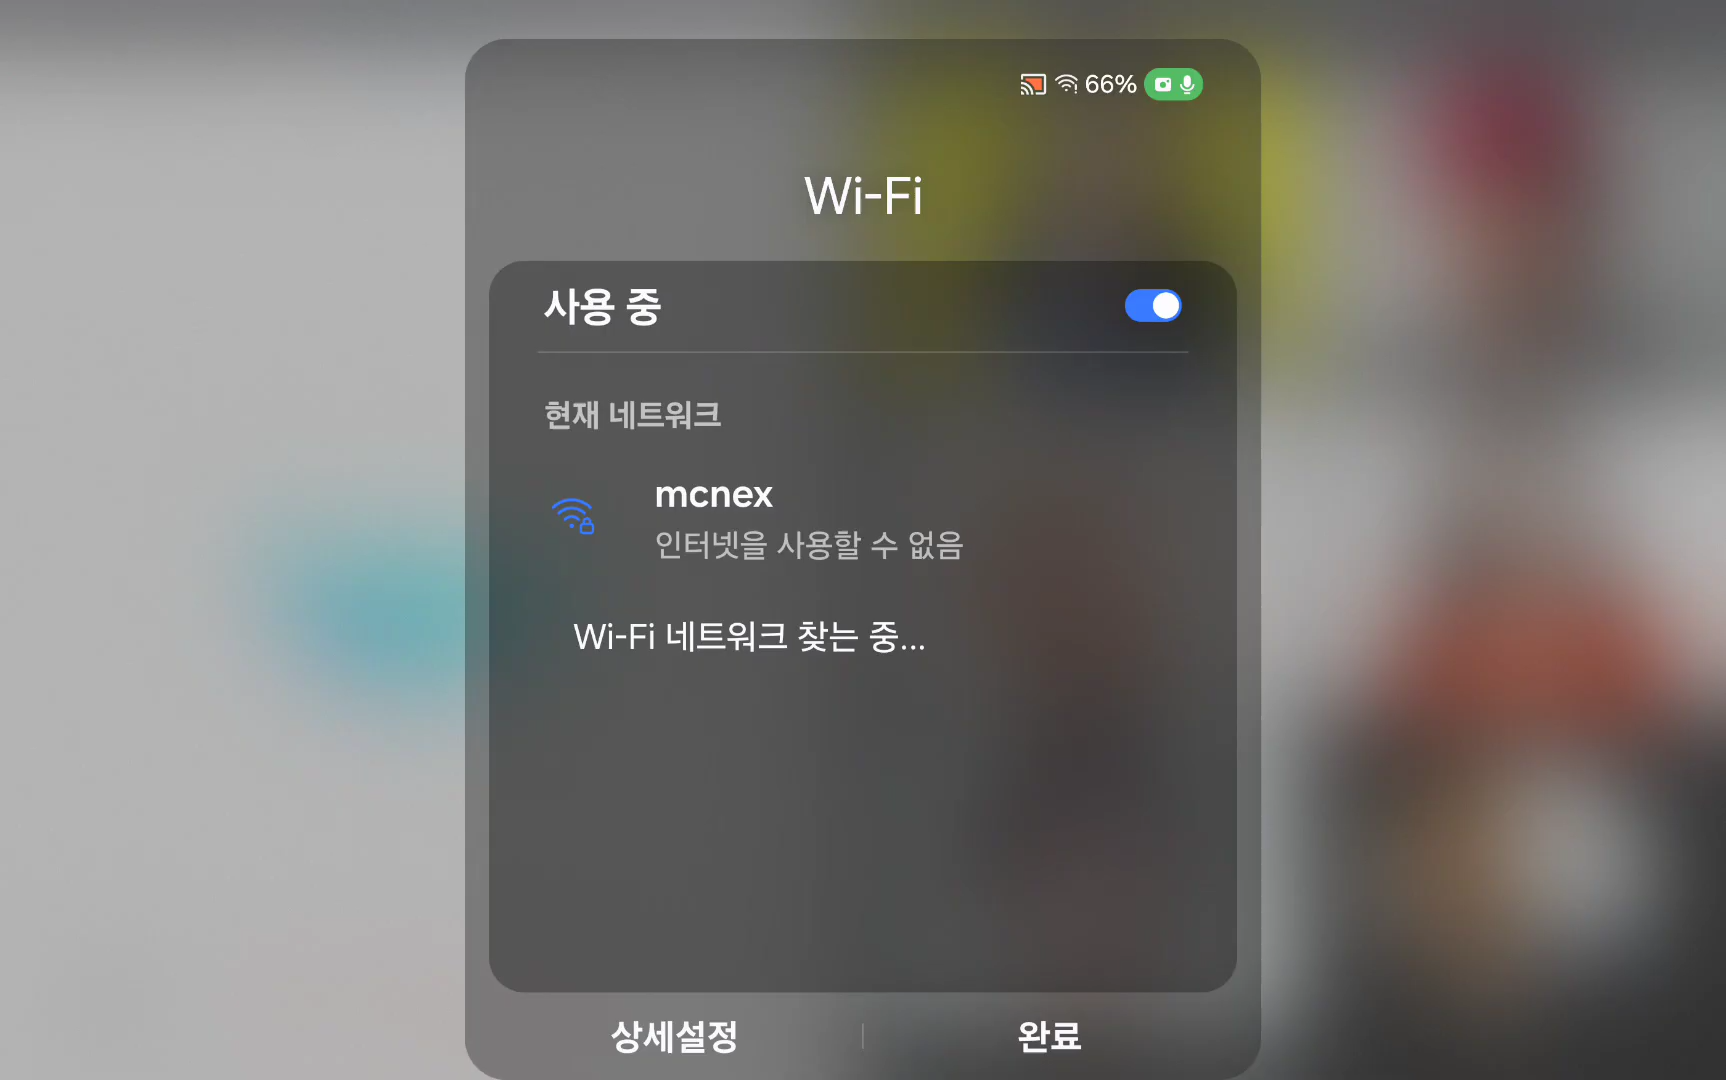 66%
Wi-Fi
사용 중
현재 네트워크
mcnex
인터넷을 사용할 수 없음
Wi-Fi 네트워크 찾는 중...
상세설정
완료